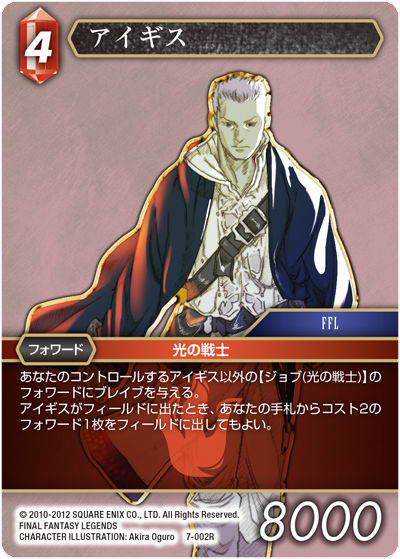 4
アイギス
FFL
フォワード
光の戦士
あなたのコントロールするアイギス以外の【ジョブ(光の戦士)】の
フォワードにブレイブを与える。
アイギスがフィールドに出たとき、あなたの手札からコスト2の
フォワード1枚をフィールドに出してもよい。
© 2010-2012 SQUARE ENIX CO., LTD. All Rights Reserved.
FINAL FANTASY LEGENDS
CHARACTER ILLUSTRATION: Akira Oguro 7-002R
8000